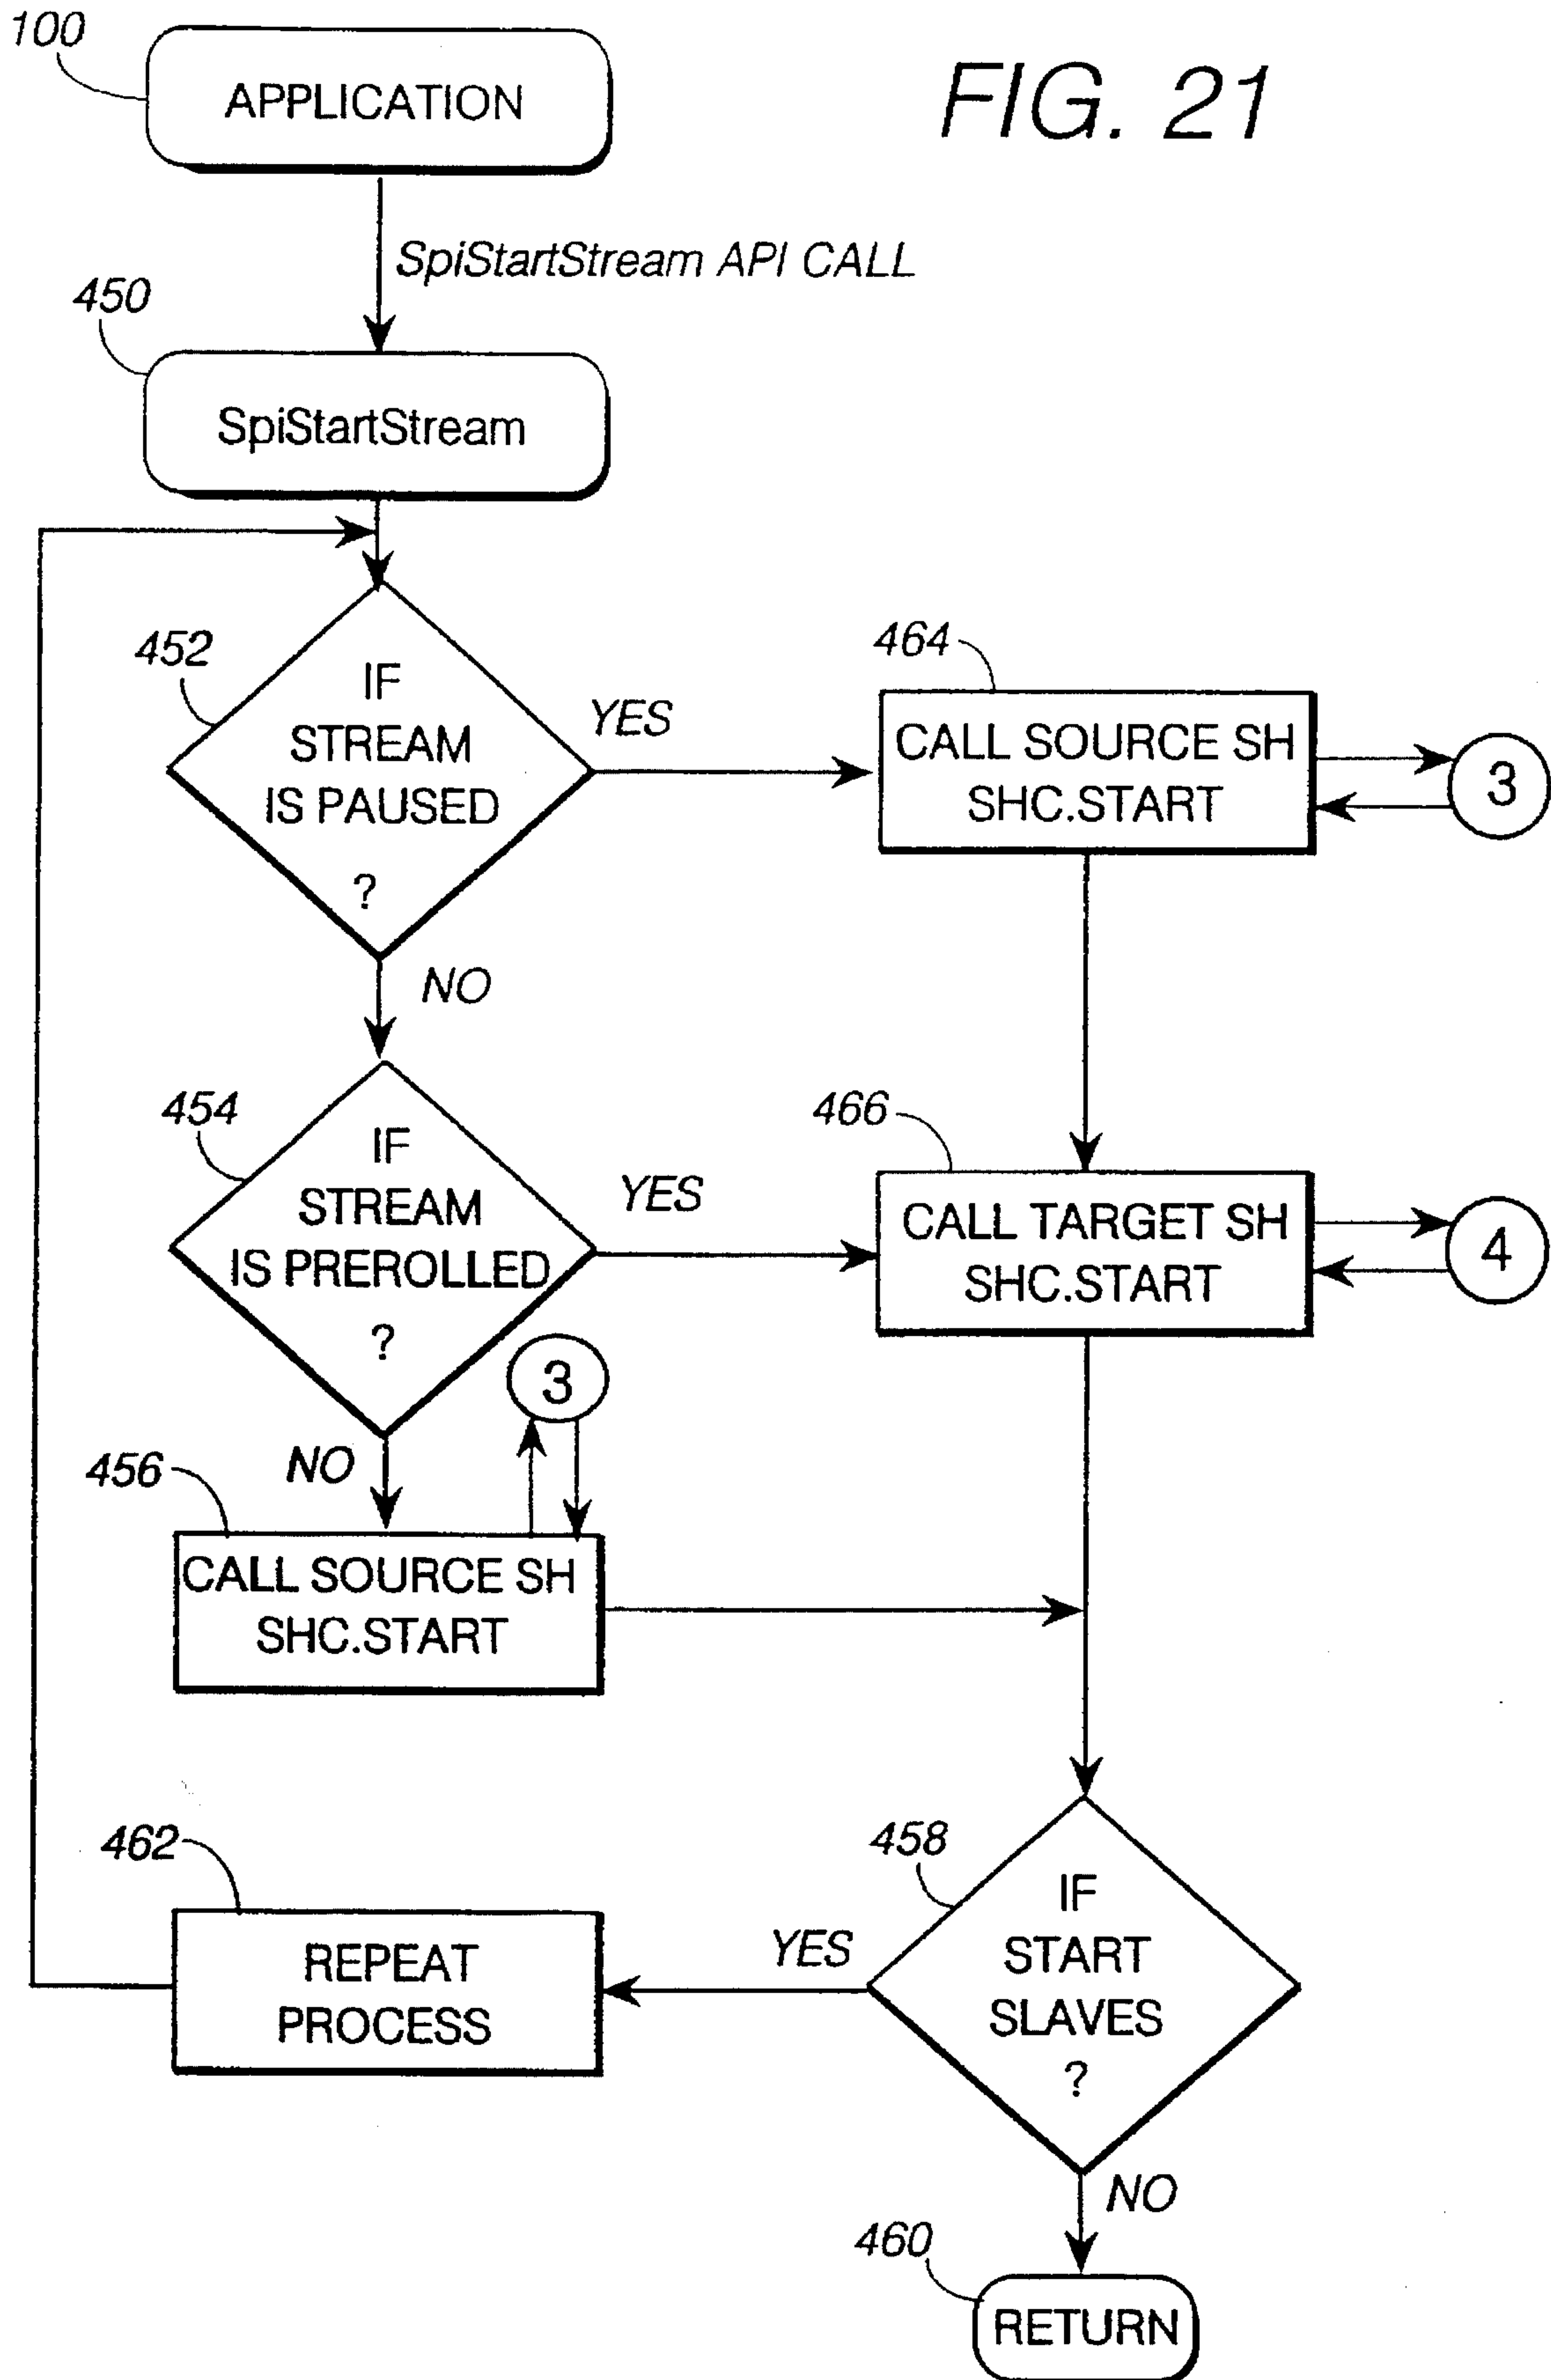 100
APPLICATION
FIG. 21
SpiStartStream API CALL
450
SpiStartStream
452
IF
STREAM
IS PAUSED
?
YES
464
CALL SOURCE SH
SHC.START
3
NO
454
IF
STREAM
IS PREROLLED
?
YES
466
CALL TARGET SH
SHC.START
4
3
NO
456
CALL SOURCE SH
SHC.START
462
REPEAT
PROCESS
YES
458
IF
START
SLAVES
?
NO
460
RETURN